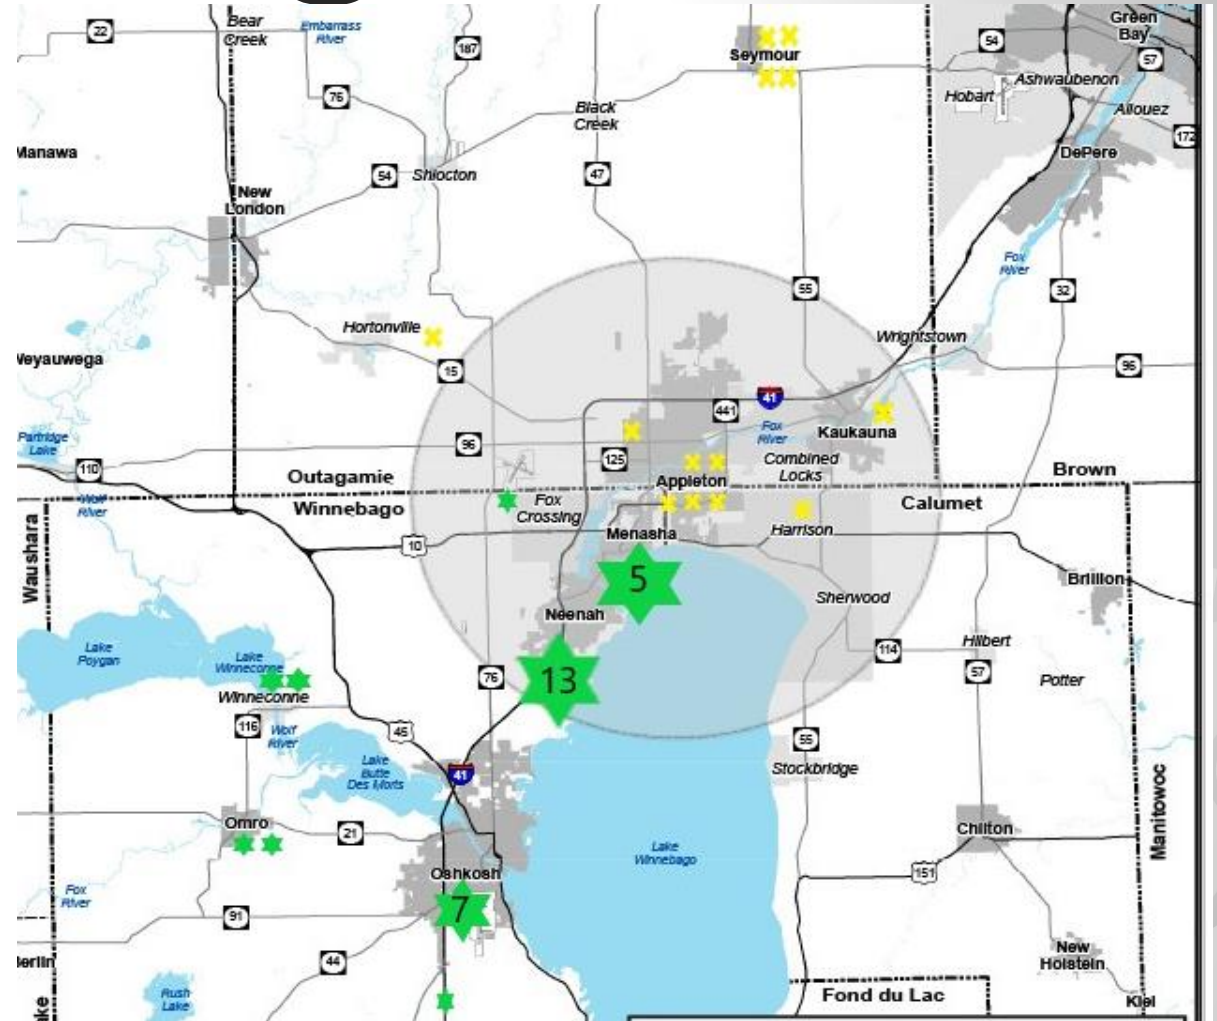 Green
Bay
Bear
Creek
Embarrass
River
22
187
Seymour
54
57
Ashwaubenon
76
Hobart
Allouez
Black
Creek
172
Manawa
DePere
54
Shiocton
47
New
London
Fox
River
55
32
Hortonville
Wrightstown
Weyauwega
15
96
41
441
Partridge
Lake
96
Fox
River
Kaukauna
110
125
Combined
Locks
Outagamie
Appleton
Brown
Wolf
River
Winnebago
Fox
Crossing
Calumet
Harrison
Menasha
10
Waushara
5
Brillion
Sherwood
Neenah
Lake
Poygan
Lake
Winneconne
114
Hilbert
76
13
57
Potter
Winneconne
116
Wolf
River
45
55
Lake
Butte
Des Morts
41
Stockbridge
Manitowoc
Omro
21
Chilton
Lake
Winnebago
Oshkosh
151
Fox
River
91
7
44
New
Holstein
Berlin
Rush
Lake
Fond du Lac
Kiel
ke